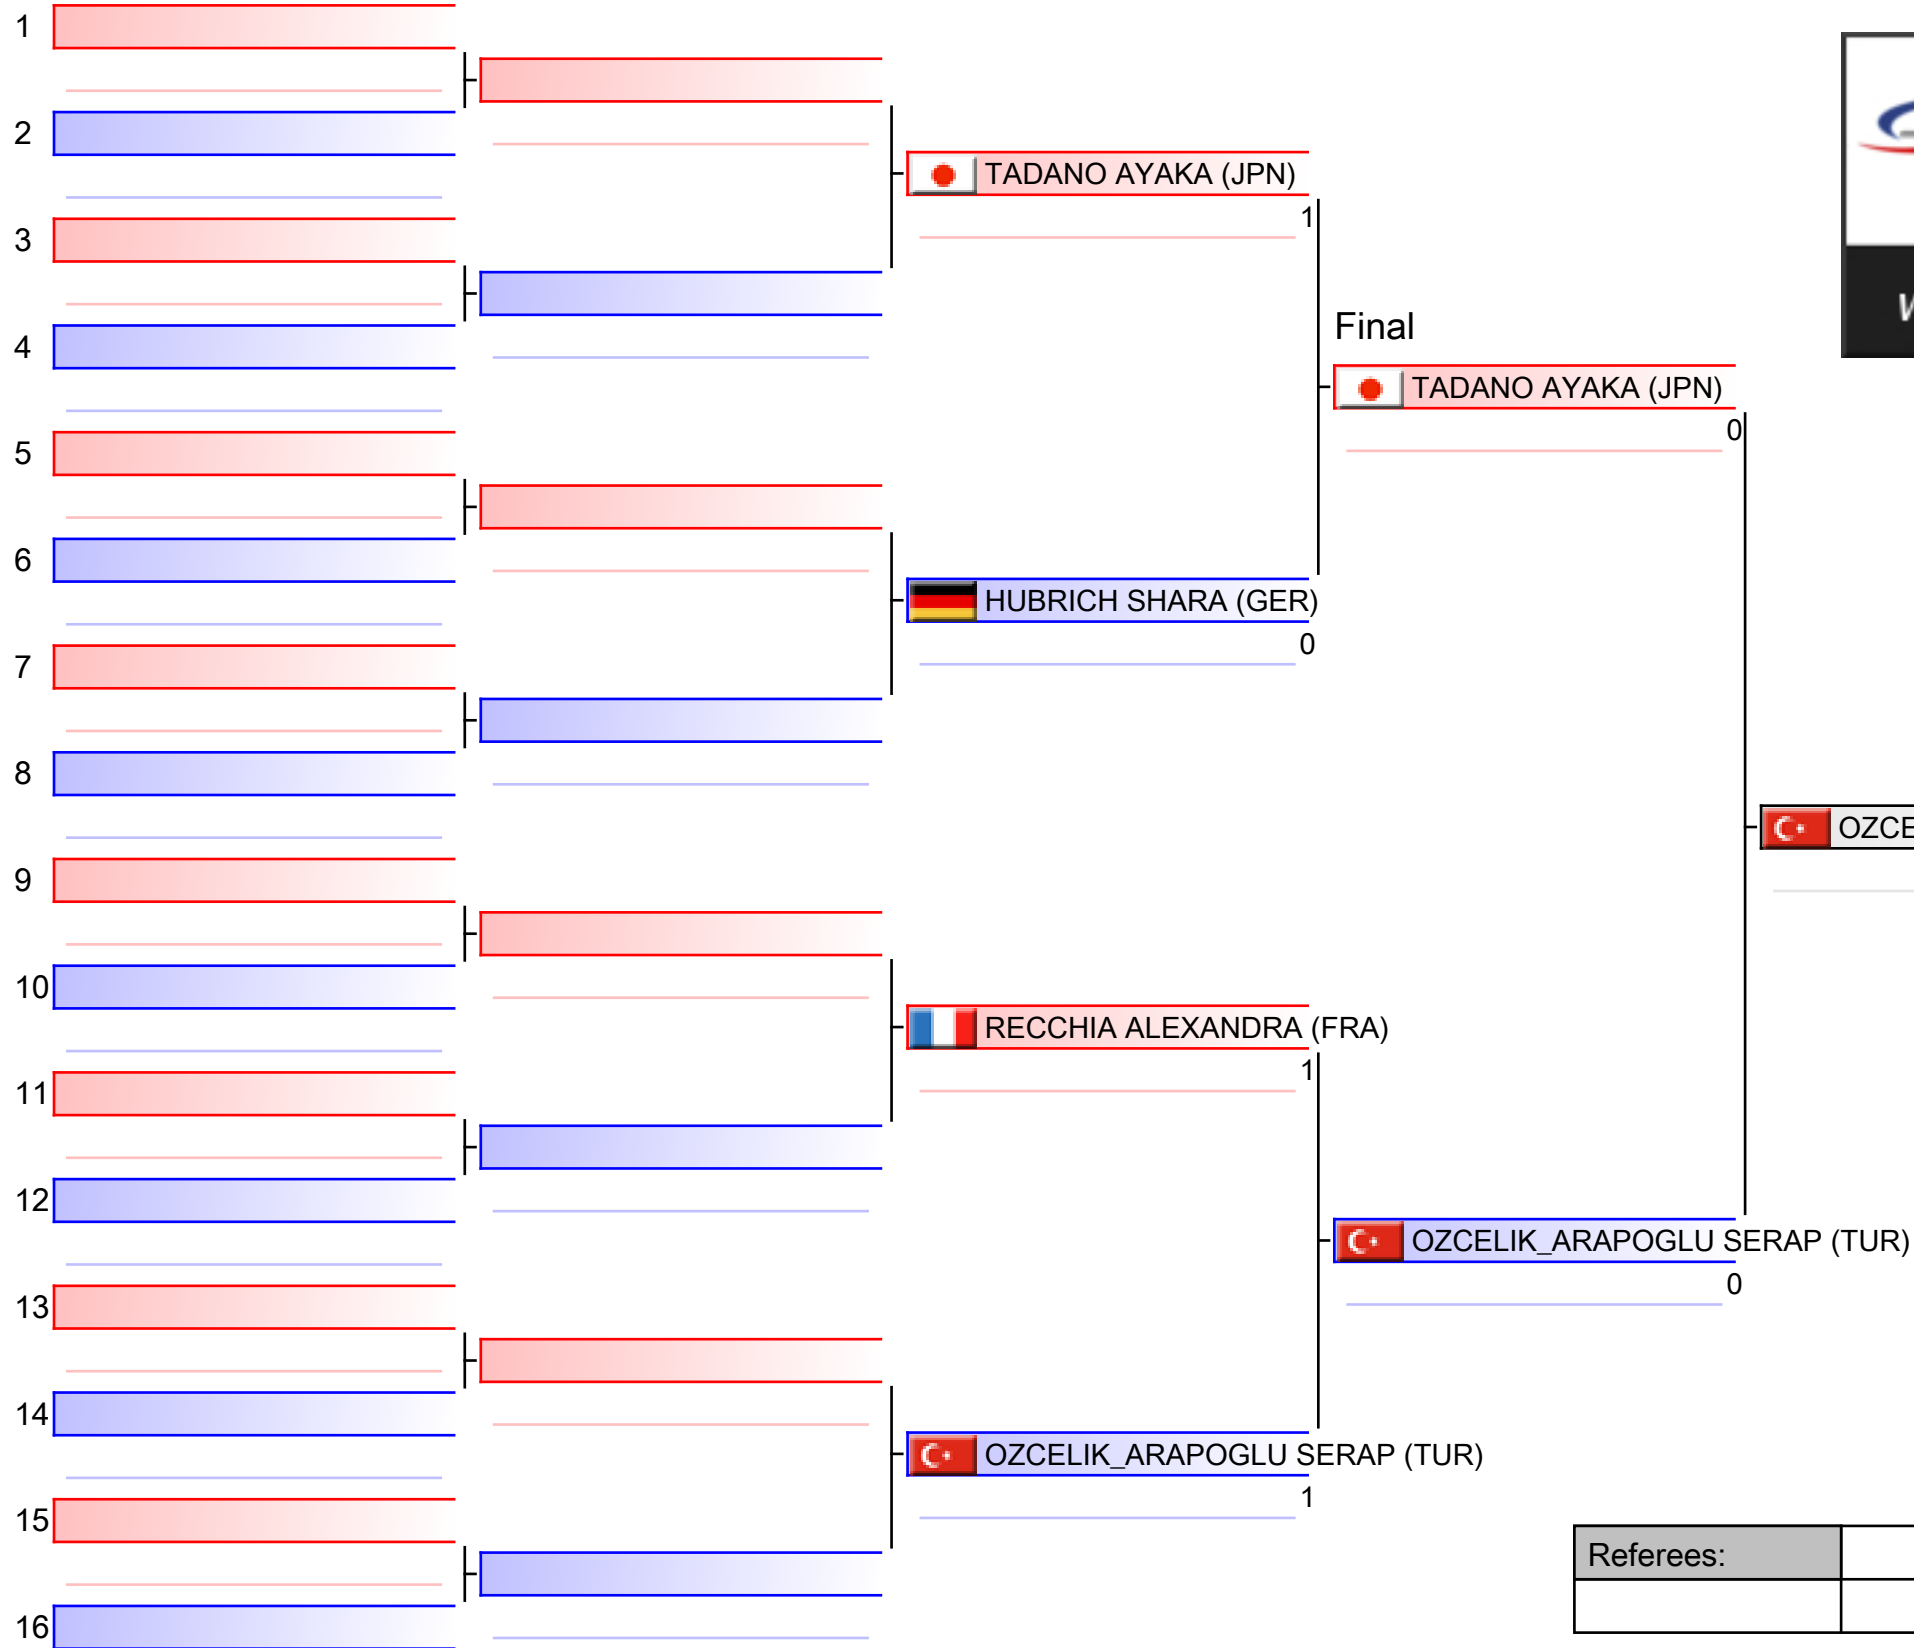 1
2
TADANO AYAKA (JPN)
1
3
Final
4
TADANO AYAKA (JPN)
0
5
6
HUBRICH SHARA (GER)
0
7
8
OZCE
9
10
RECCHIA ALEXANDRA (FRA)
1
11
12
OZCELIK_ARAPOGLU SERAP (TUR)
0
13
14
OZCELIK_ARAPOGLU SERAP (TUR)
1
15
Referees:
16